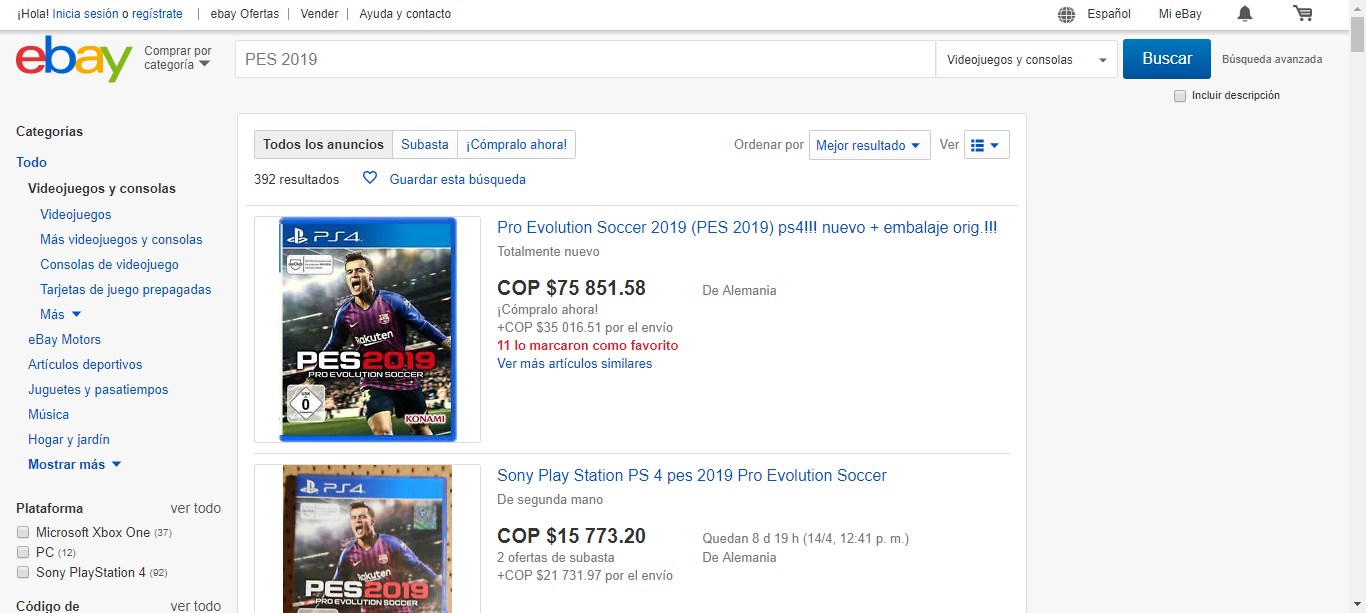 ¡Hola! Inicia sesión o regístrate | ebay Ofertas | Vender | Ayuda y contacto Español Mi eBay
ebay Comprar por categoría PES 2019 Videojuegos y consolas Buscar Búsqueda avanzada
Incluir descripción
Categorías
Todo
Videojuegos y consolas
Videojuegos
Más videojuegos y consolas
Consolas de videojuego
Tarjetas de juego prepagadas
Más
eBay Motors
Artículos deportivos
Juguetes y pasatiempos
Música
Hogar y jardín
Mostrar más
Plataforma ver todo
Microsoft Xbox One (37)
PC (12)
Sony PlayStation 4 (92)
Código de ver todo
Todos los anuncios Subasta ¡Cómpralo ahora! Ordenar por Mejor resultado Ver
392 resultados Guardar esta búsqueda
PS4
Rakuten
PES2019
PRO EVOLUTION SOCCER
USK
0
KONAMI
Pro Evolution Soccer 2019 (PES 2019) ps4!!! nuevo + embalaje orig.!!!
Totalmente nuevo
COP $75 851.58 De Alemania
¡Cómpralo ahora!
+COP $35 016.51 por el envío
11 lo marcaron como favorito
Ver más artículos similares
PS4
Rakuten
PES2019
PRO EVOLUTION SOCCER
Sony Play Station PS 4 pes 2019 Pro Evolution Soccer
De segunda mano
COP $15 773.20 Quedan 8 d 19 h (14/4, 12:41 p. m.)
2 ofertas de subasta De Alemania
+COP $21 731.97 por el envío